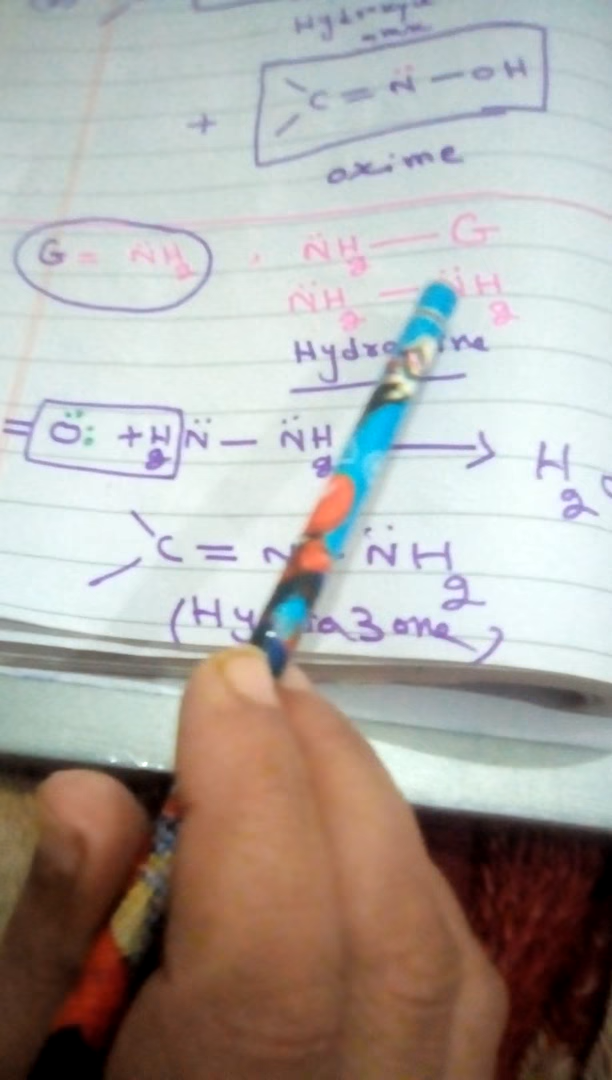 C = N̈ — OH
+
oxime
G = N̈H2 , N̈H2 — G
N̈H2 — N̈H2
= Ö: + H2N̈ — N̈H2 → H2
C = N - N̈H2